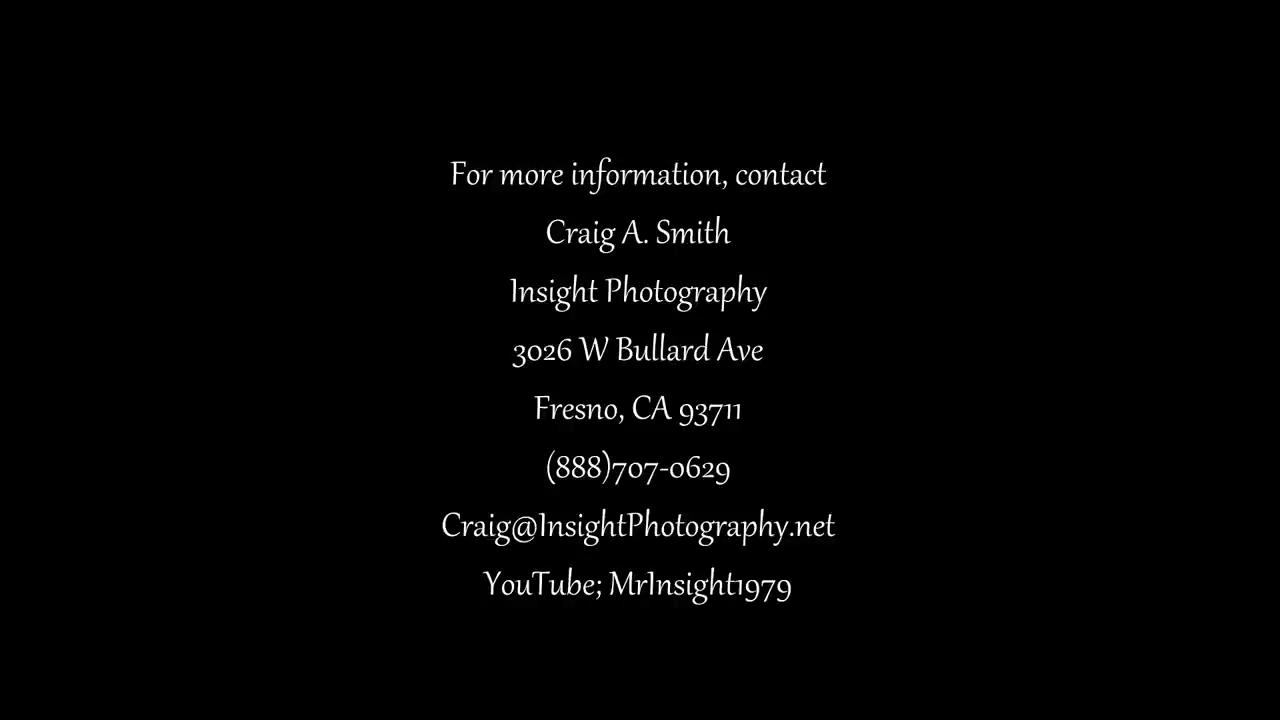 For more information, contact
Craig A. Smith
Insight Photography
3026 W Bullard Ave
Fresno, CA 93711
(888)707-0629
Craig@InsightPhotography.net
YouTube; MrInsight1979